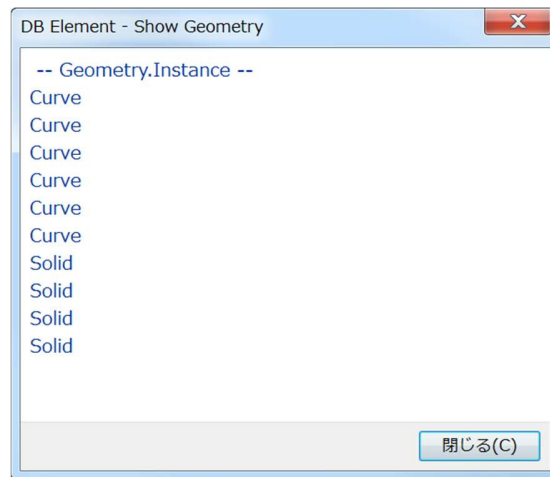 DB Element - Show Geometry
-- Geometry.Instance --
Curve
Curve
Curve
Curve
Curve
Curve
Solid
Solid
Solid
Solid
閉じる(C)